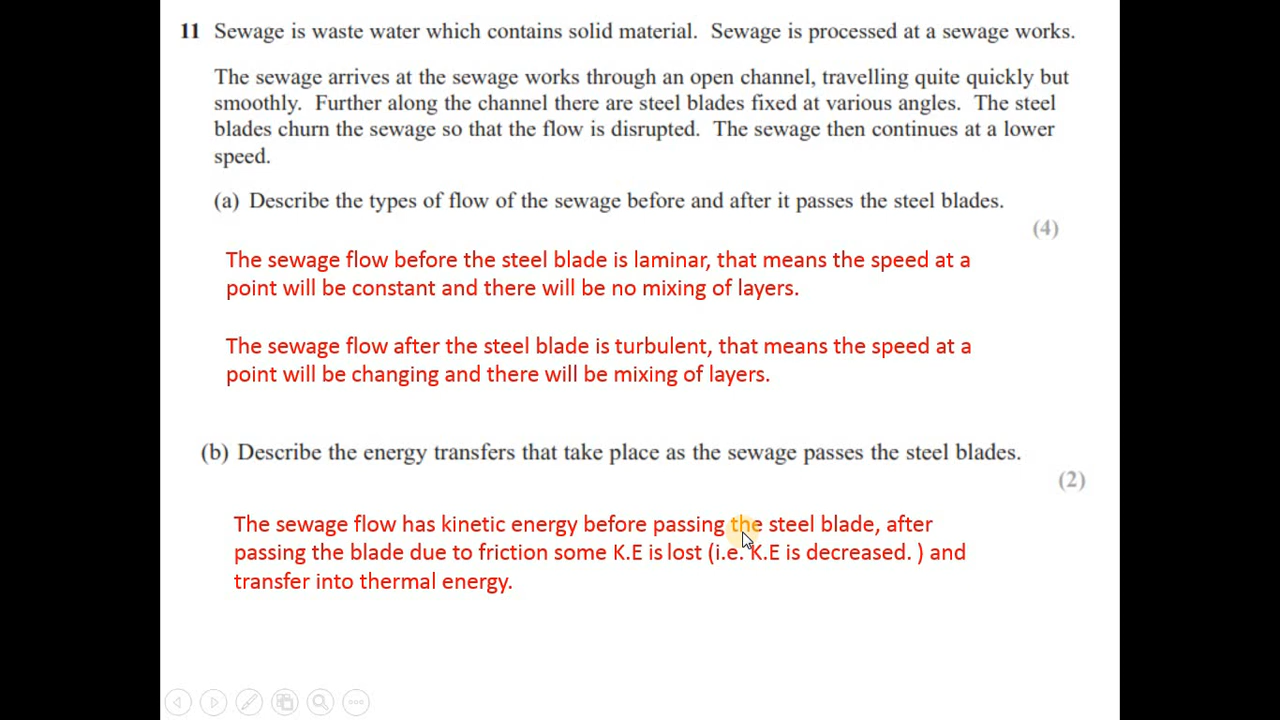 11 Sewage is waste water which contains solid material. Sewage is processed at a sewage works.
The sewage arrives at the sewage works through an open channel, travelling quite quickly but
smoothly. Further along the channel there are steel blades fixed at various angles. The steel
blades churn the sewage so that the flow is disrupted. The sewage then continues at a lower
speed.
(a) Describe the types of flow of the sewage before and after it passes the steel blades.
(4)
The sewage flow before the steel blade is laminar, that means the speed at a
point will be constant and there will be no mixing of layers.
The sewage flow after the steel blade is turbulent, that means the speed at a
point will be changing and there will be mixing of layers.
(b) Describe the energy transfers that take place as the sewage passes the steel blades.
(2)
The sewage flow has kinetic energy before passing the steel blade, after
passing the blade due to friction some K.E is lost (i.e. K.E is decreased. ) and
transfer into thermal energy.